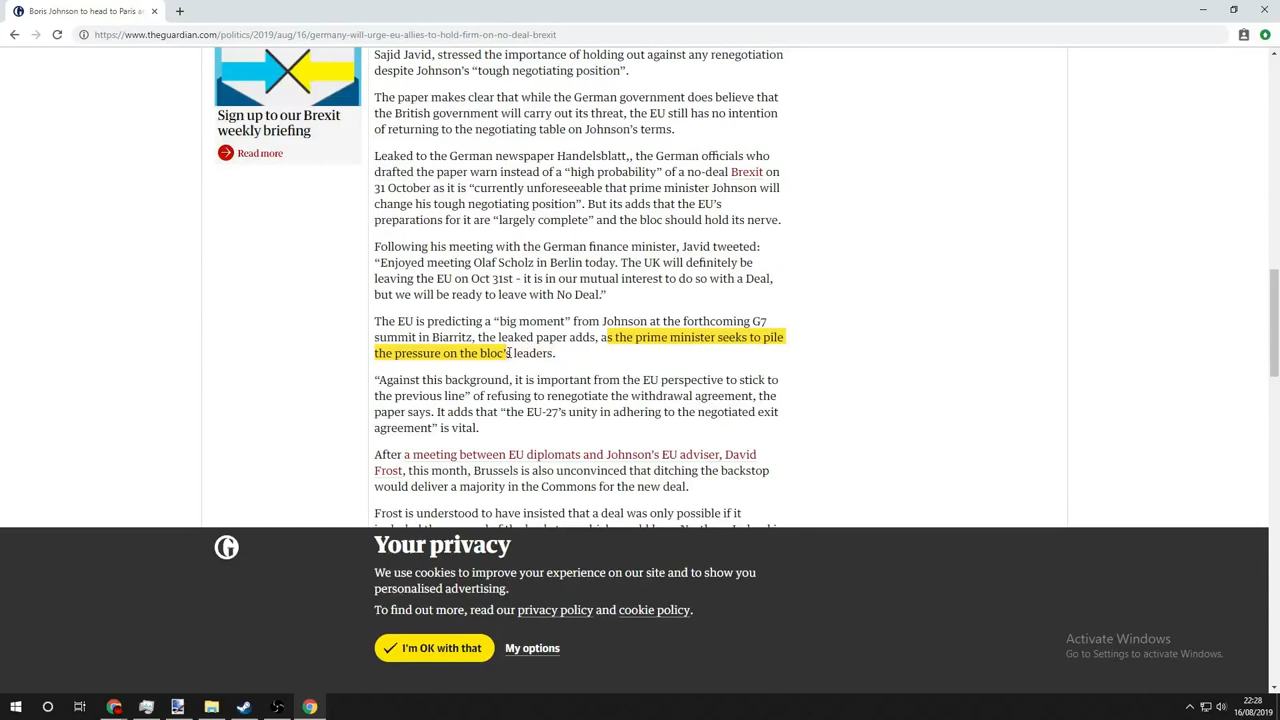 Boris Johnson to head to Paris a
https://www.theguardian.com/politics/2019/aug/16/germany-will-urge-eu-allies-to-hold-firm-on-no-deal-brexit
Sign up to our Brexit
weekly briefing
Read more
Sajid Javid, stressed the importance of holding out against any renegotiation
despite Johnson’s “tough negotiating position”.
The paper makes clear that while the German government does believe that
the British government will carry out its threat, the EU still has no intention
of returning to the negotiating table on Johnson’s terms.
Leaked to the German newspaper Handelsblatt,, the German officials who
drafted the paper warn instead of a “high probability” of a no-deal Brexit on
31 October as it is “currently unforeseeable that prime minister Johnson will
change his tough negotiating position”. But its adds that the EU’s
preparations for it are “largely complete” and the bloc should hold its nerve.
Following his meeting with the German finance minister, Javid tweeted:
“Enjoyed meeting Olaf Scholz in Berlin today. The UK will definitely be
leaving the EU on Oct 31st - it is in our mutual interest to do so with a Deal,
but we will be ready to leave with No Deal.”
The EU is predicting a “big moment” from Johnson at the forthcoming G7
summit in Biarritz, the leaked paper adds, as the prime minister seeks to pile
the pressure on the bloc’s leaders.
“Against this background, it is important from the EU perspective to stick to
the previous line” of refusing to renegotiate the withdrawal agreement, the
paper says. It adds that “the EU-27’s unity in adhering to the negotiated exit
agreement” is vital.
After a meeting between EU diplomats and Johnson’s EU adviser, David
Frost, this month, Brussels is also unconvinced that ditching the backstop
would deliver a majority in the Commons for the new deal.
Frost is understood to have insisted that a deal was only possible if it
Your privacy
We use cookies to improve your experience on our site and to show you
personalised advertising.
To find out more, read our privacy policy and cookie policy.
I'm OK with that
My options
Activate Windows
Go to Settings to activate Windows.
22:28
16/08/2019